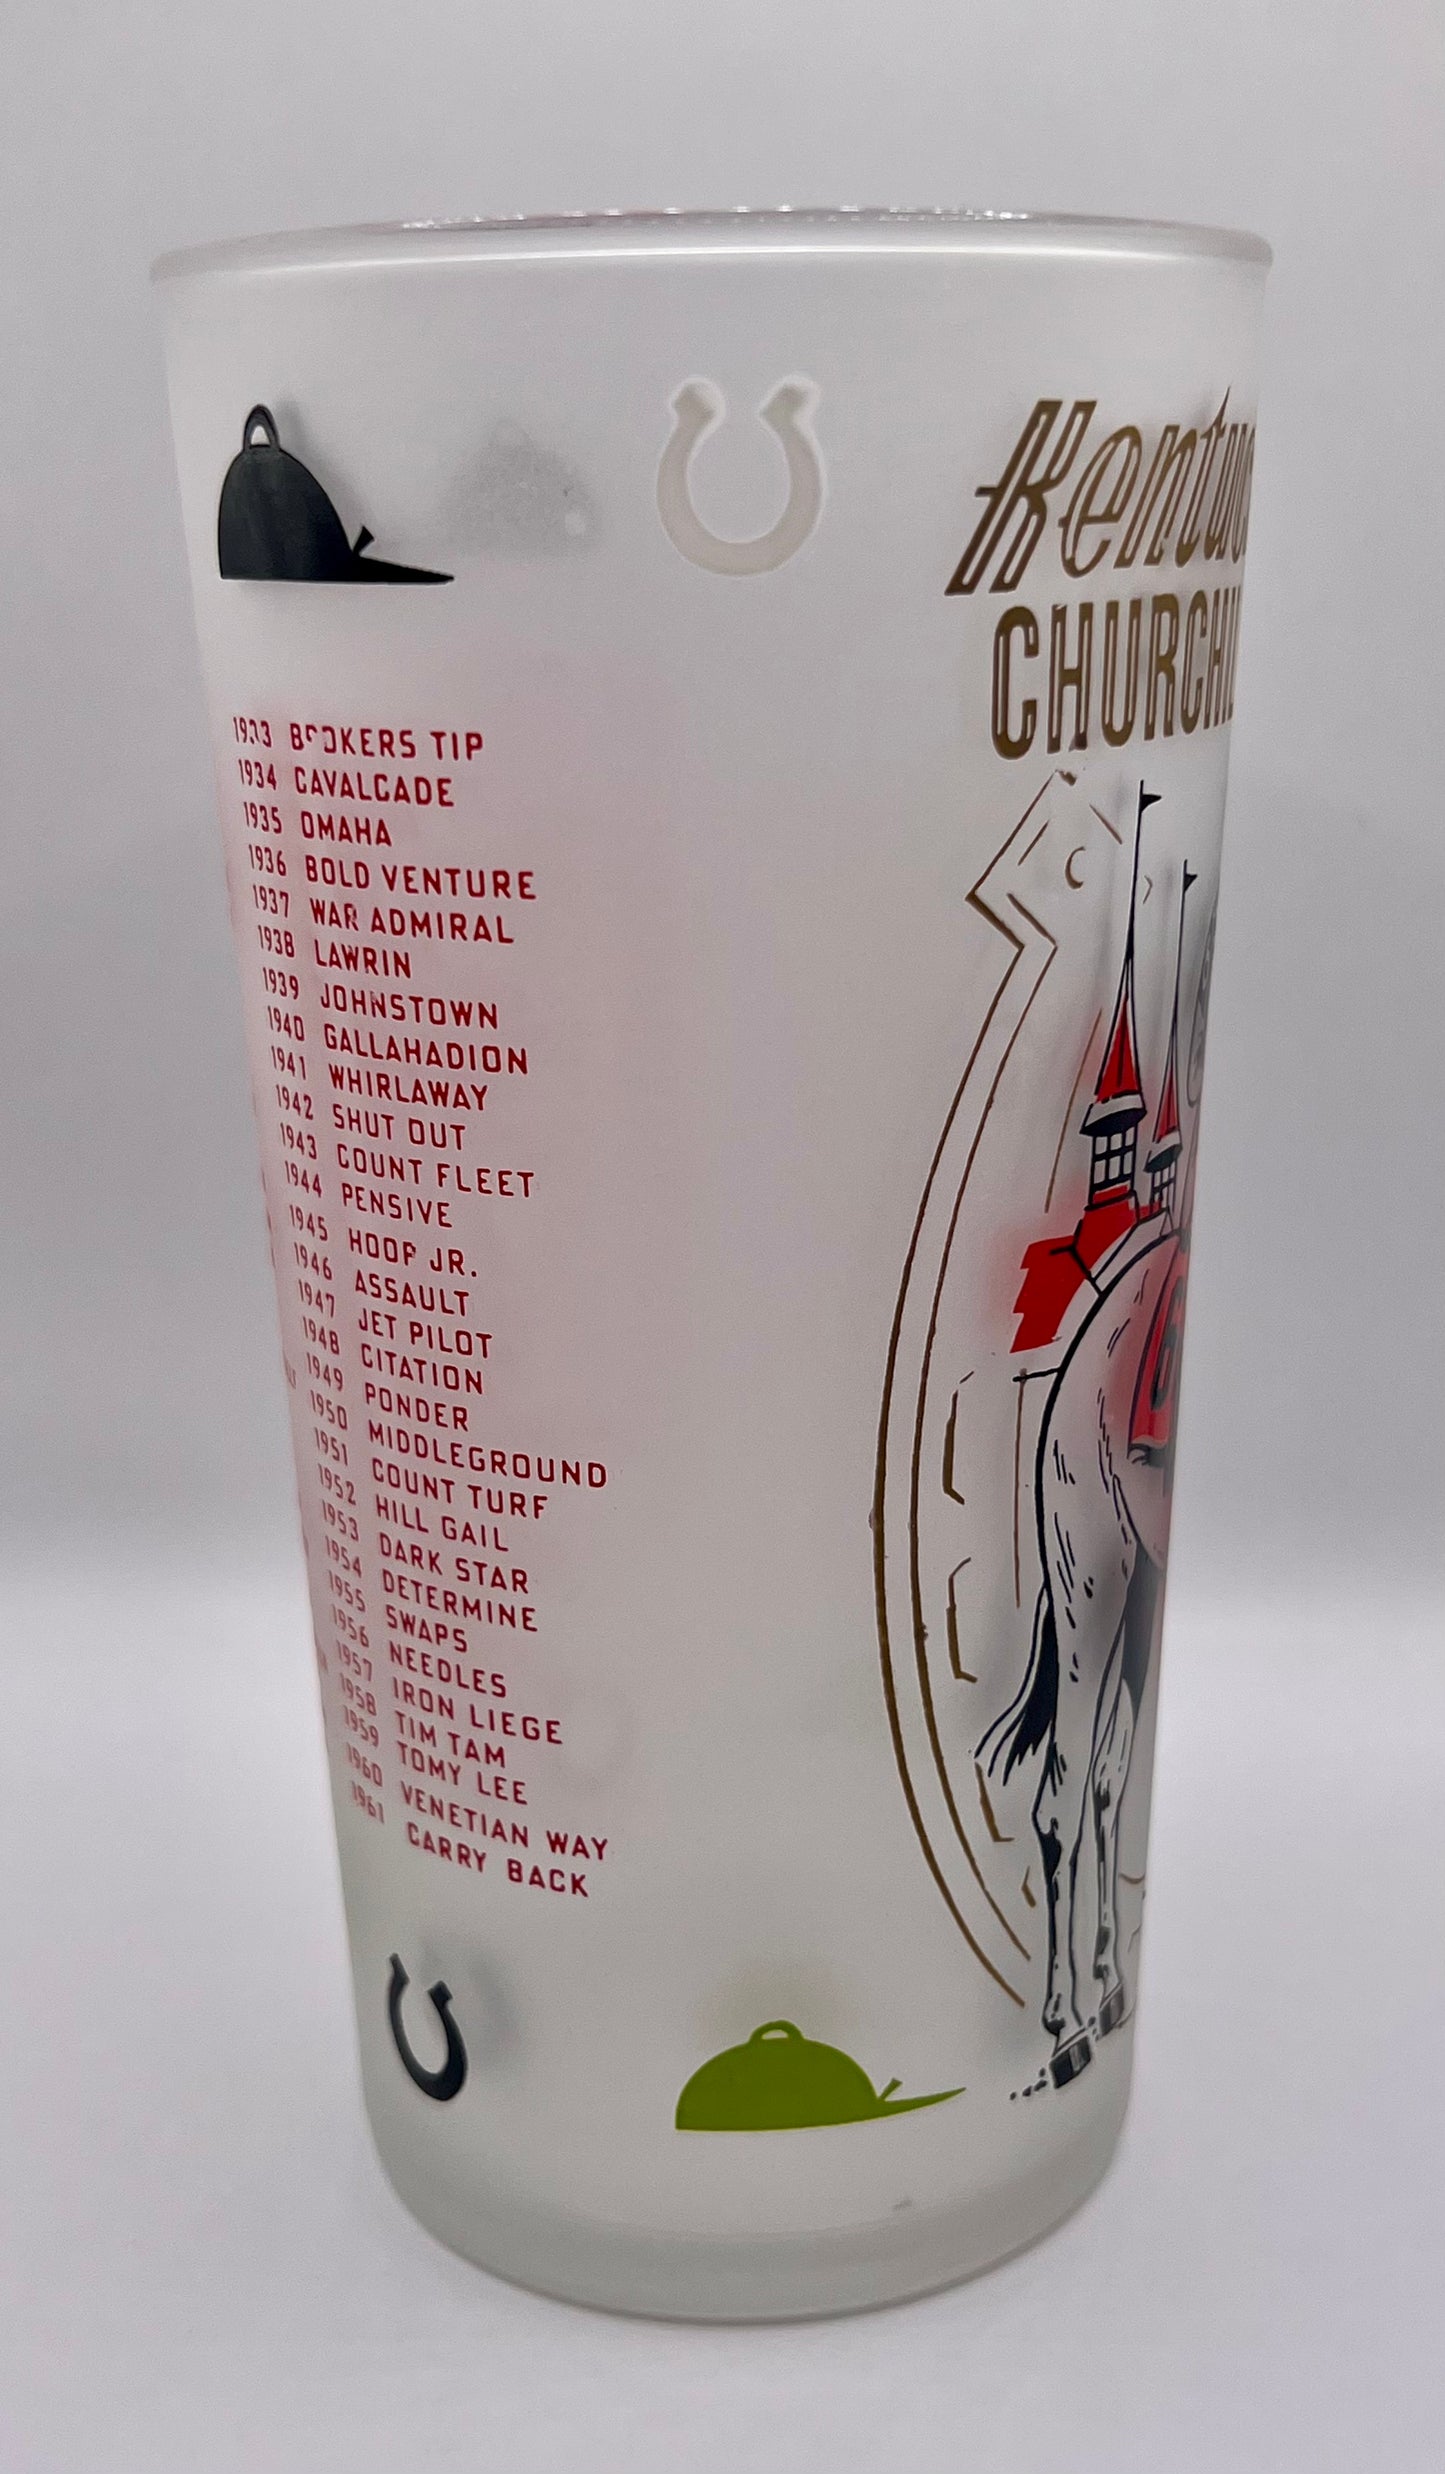 Kentuc
CHURCHIL
1933 BROKERS TIP
1934 CAVALCADE
1935 OMAHA
1936 BOLD VENTURE
1937 WAR ADMIRAL
1938 LAWRIN
1939 JOHNSTOWN
1940 GALLAHADION
1941 WHIRLAWAY
1942 SHUT OUT
1943 COUNT FLEET
1944 PENSIVE
1945 HOOP JR.
1946 ASSAULT
1947 JET PILOT
1948 CITATION
1949 PONDER
1950 MIDDLEGROUND
1951 COUNT TURF
1952 HILL GAIL
1953 DARK STAR
1954 DETERMINE
1955 SWAPS
1956 NEEDLES
1957 IRON LIEGE
1958 TIM TAM
1959 TOMY LEE
1960 VENETIAN WAY
1961 CARRY BACK